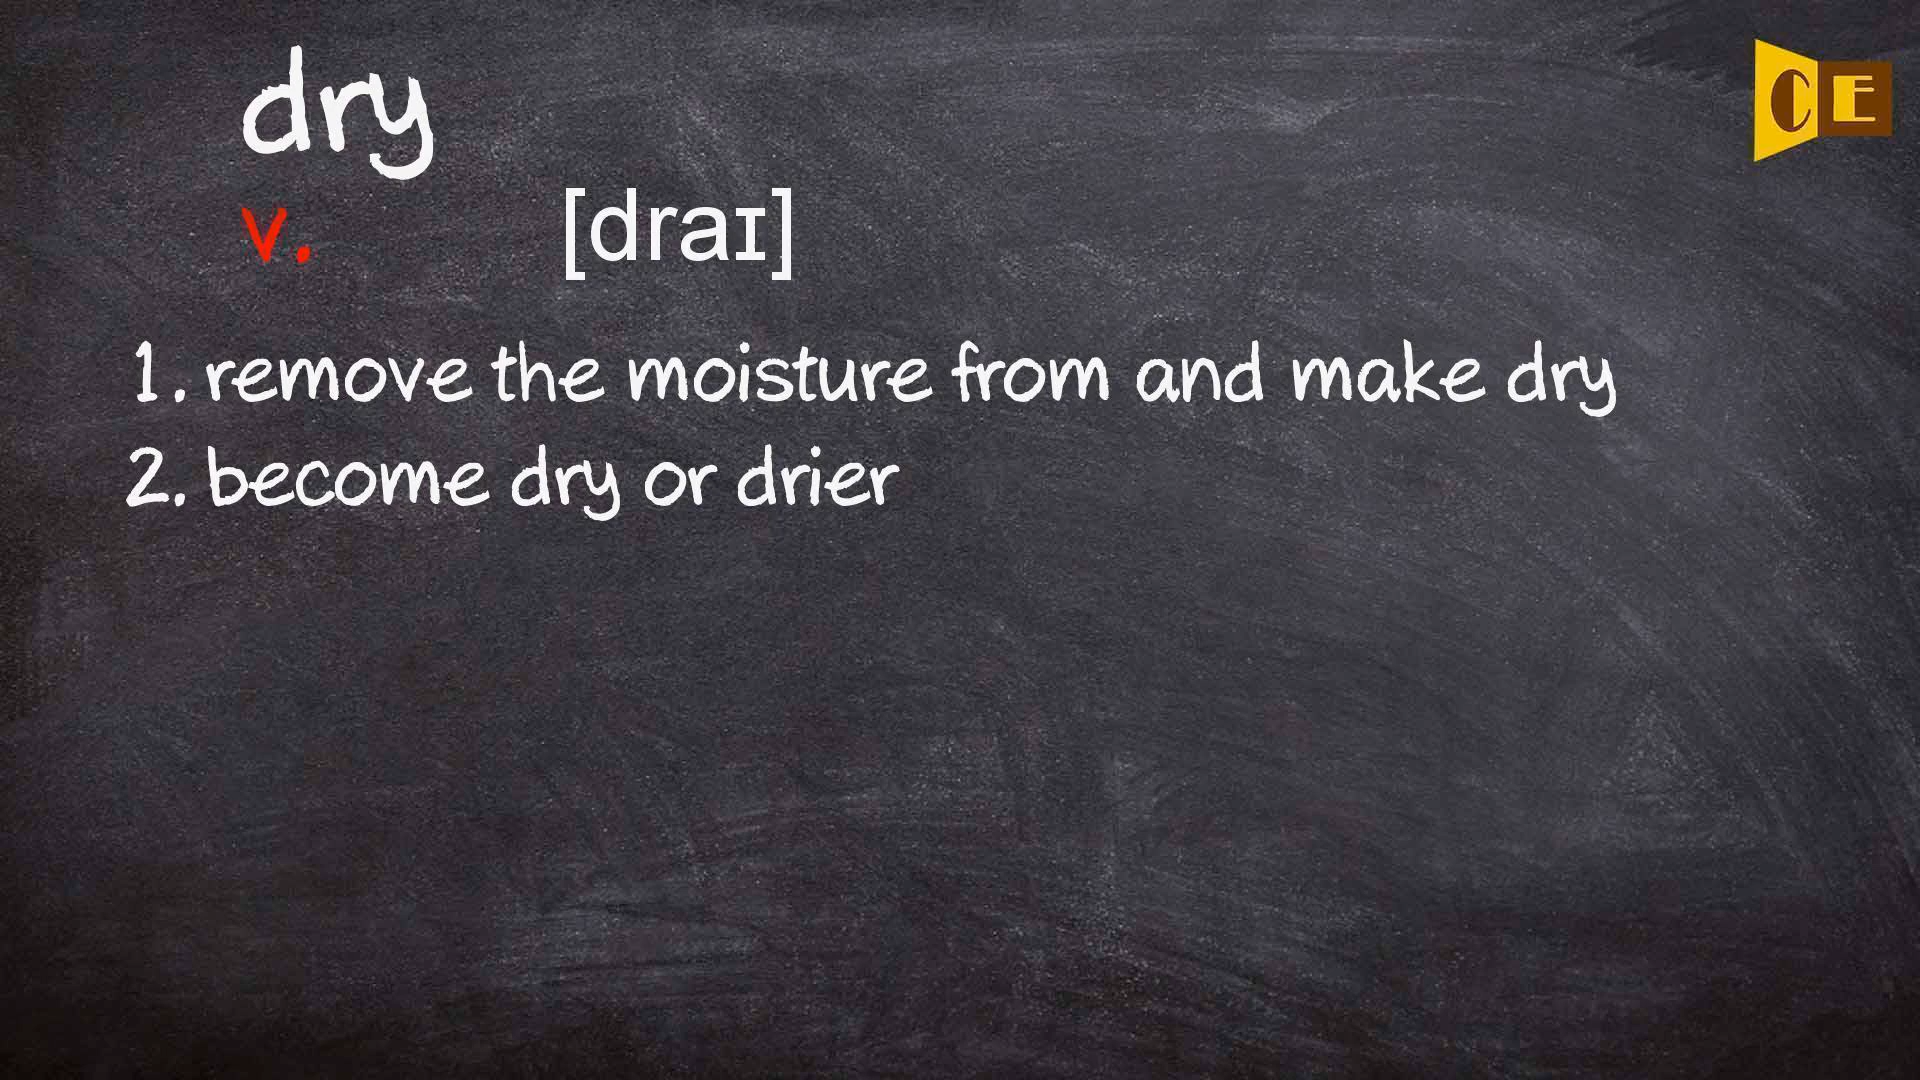 dry
CE
v. [draɪ]
1. remove the moisture from and make dry
2. become dry or drier